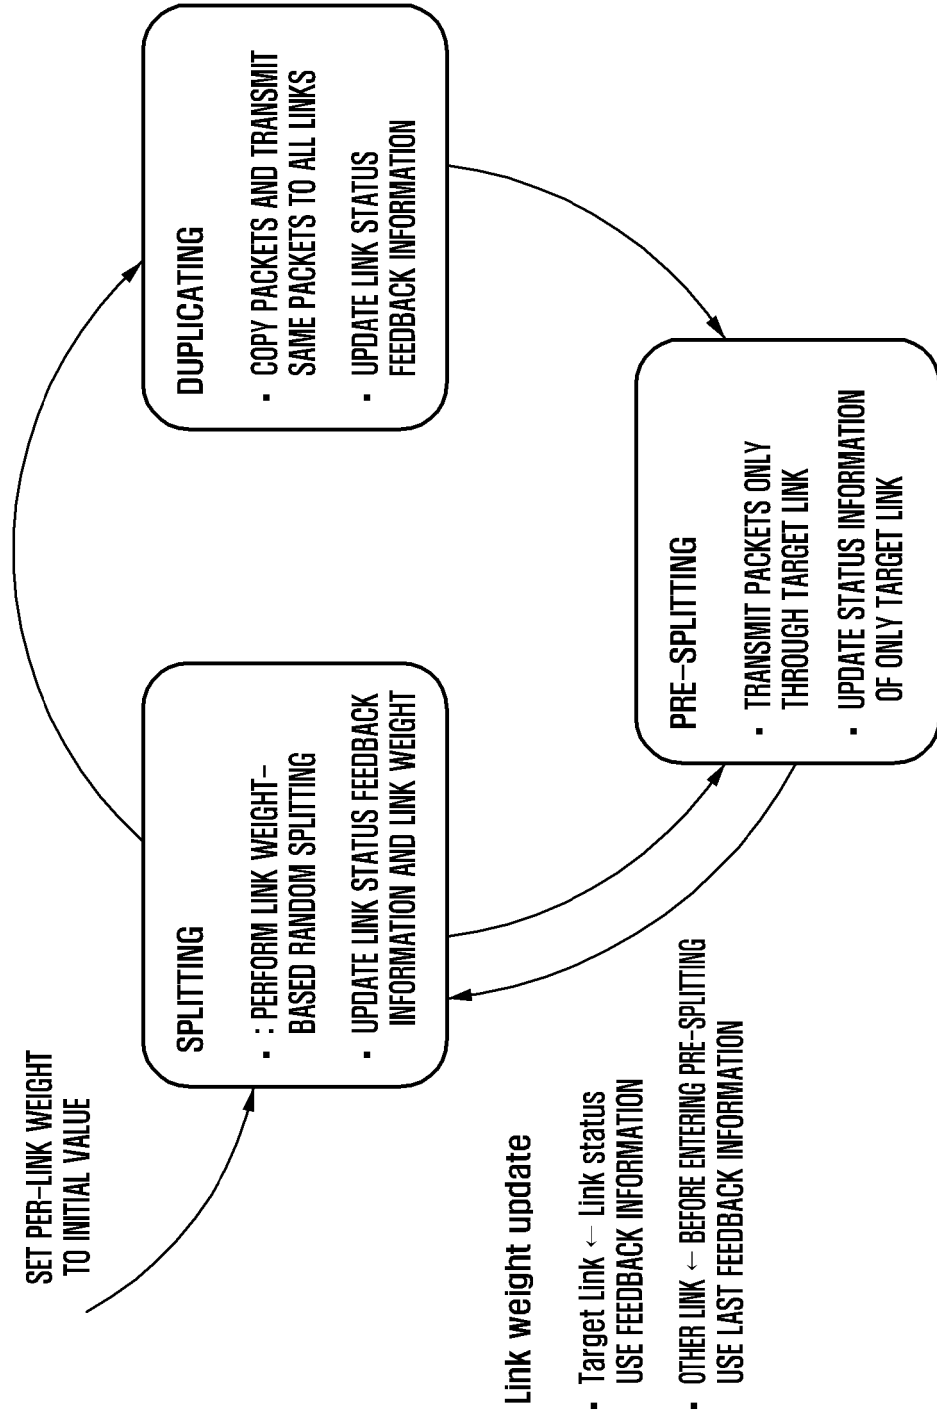 SET PER-LINK WEIGHT
TO INITIAL VALUE
SPLITTING
· : PERFORM LINK WEIGHT-
BASED RANDOM SPLITTING
· UPDATE LINK STATUS FEEDBACK
INFORMATION AND LINK WEIGHT
DUPLICATING
· COPY PACKETS AND TRANSMIT
SAME PACKETS TO ALL LINKS
· UPDATE LINK STATUS
FEEDBACK INFORMATION
Link weight update
· Target Link ← Link status
USE FEEDBACK INFORMATION
· OTHER LINK ← BEFORE ENTERING PRE-SPLITTING
USE LAST FEEDBACK INFORMATION
PRE-SPLITTING
· TRANSMIT PACKETS ONLY
THROUGH TARGET LINK
· UPDATE STATUS INFORMATION
OF ONLY TARGET LINK